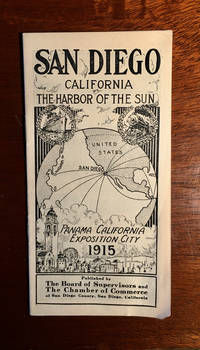 SAN DIEGO
CALIFORNIA
THE HARBOR OF THE SUN
UNITED
STATES
SAN DIEGO
PANAMA CALIFORNIA
EXPOSITION CITY
1915
Published by
The Board of Supervisors and
The Chamber of Commerce
of San Diego County, San Diego, California